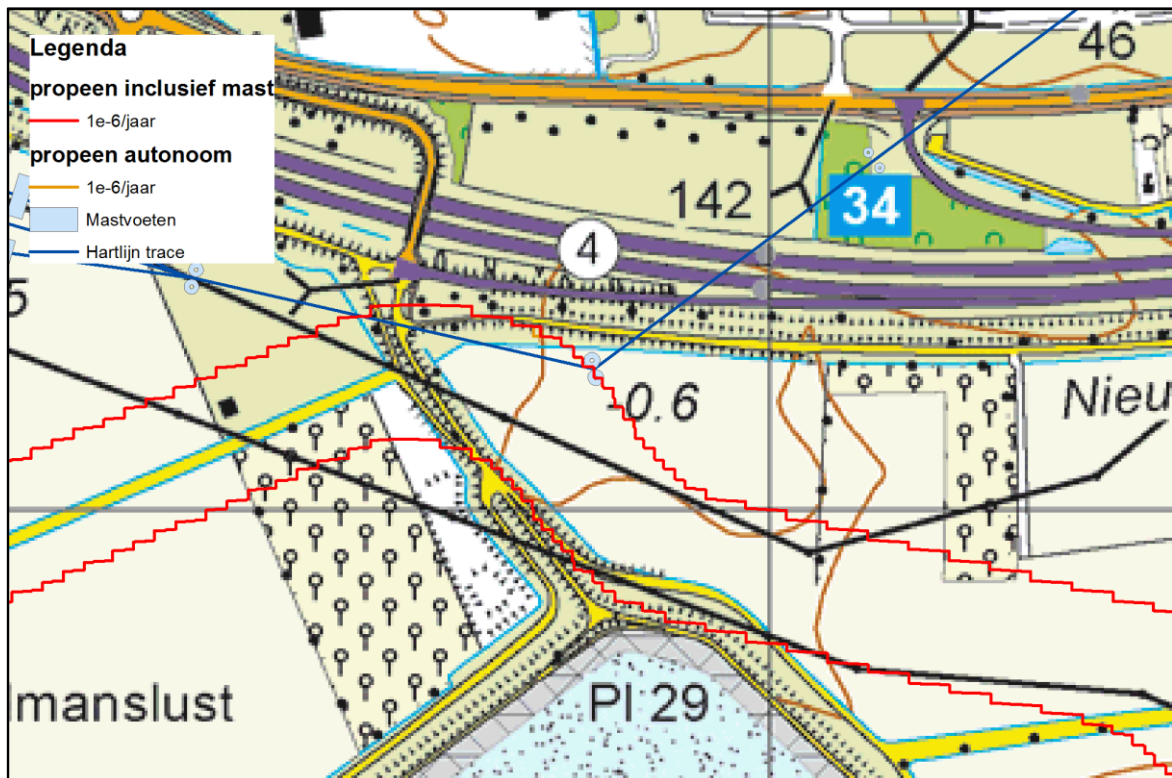 Legenda
propeen inclusief mast
1e-6/jaar
propeen autonoom
1e-6/jaar
Mastvoeten
Hartlijn trace
46
142
34
4
5
-0.6
Nieu
lmanslust
Pl 29